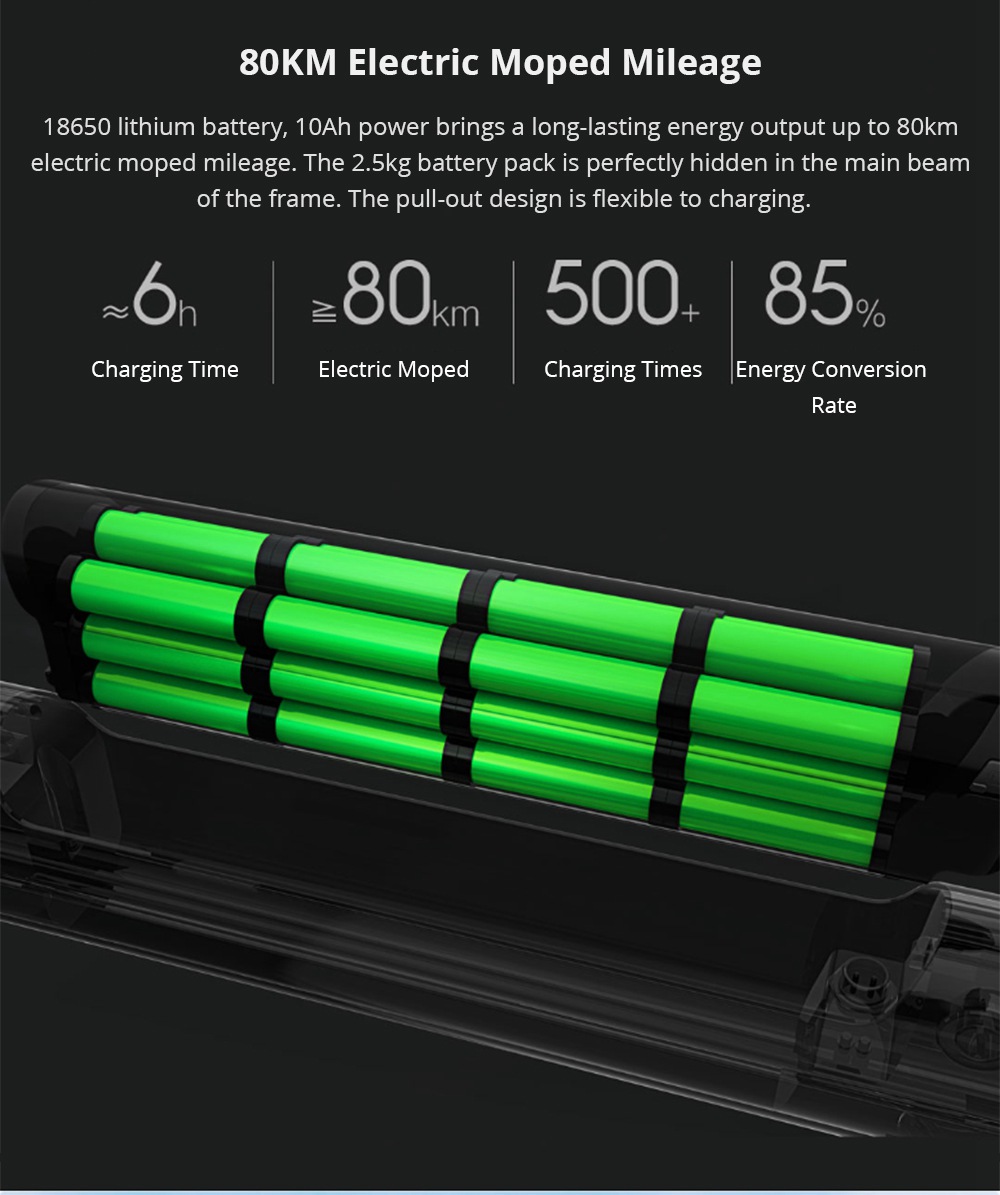 80KM Electric Moped Mileage
18650 lithium battery, 10Ah power brings a long-lasting energy output up to 80km
electric moped mileage. The 2.5kg battery pack is perfectly hidden in the main beam
of the frame. The pull-out design is flexible to charging.
≈6h
Charging Time
≧80km
Electric Moped
500+
Charging Times
85%
Energy Conversion
Rate